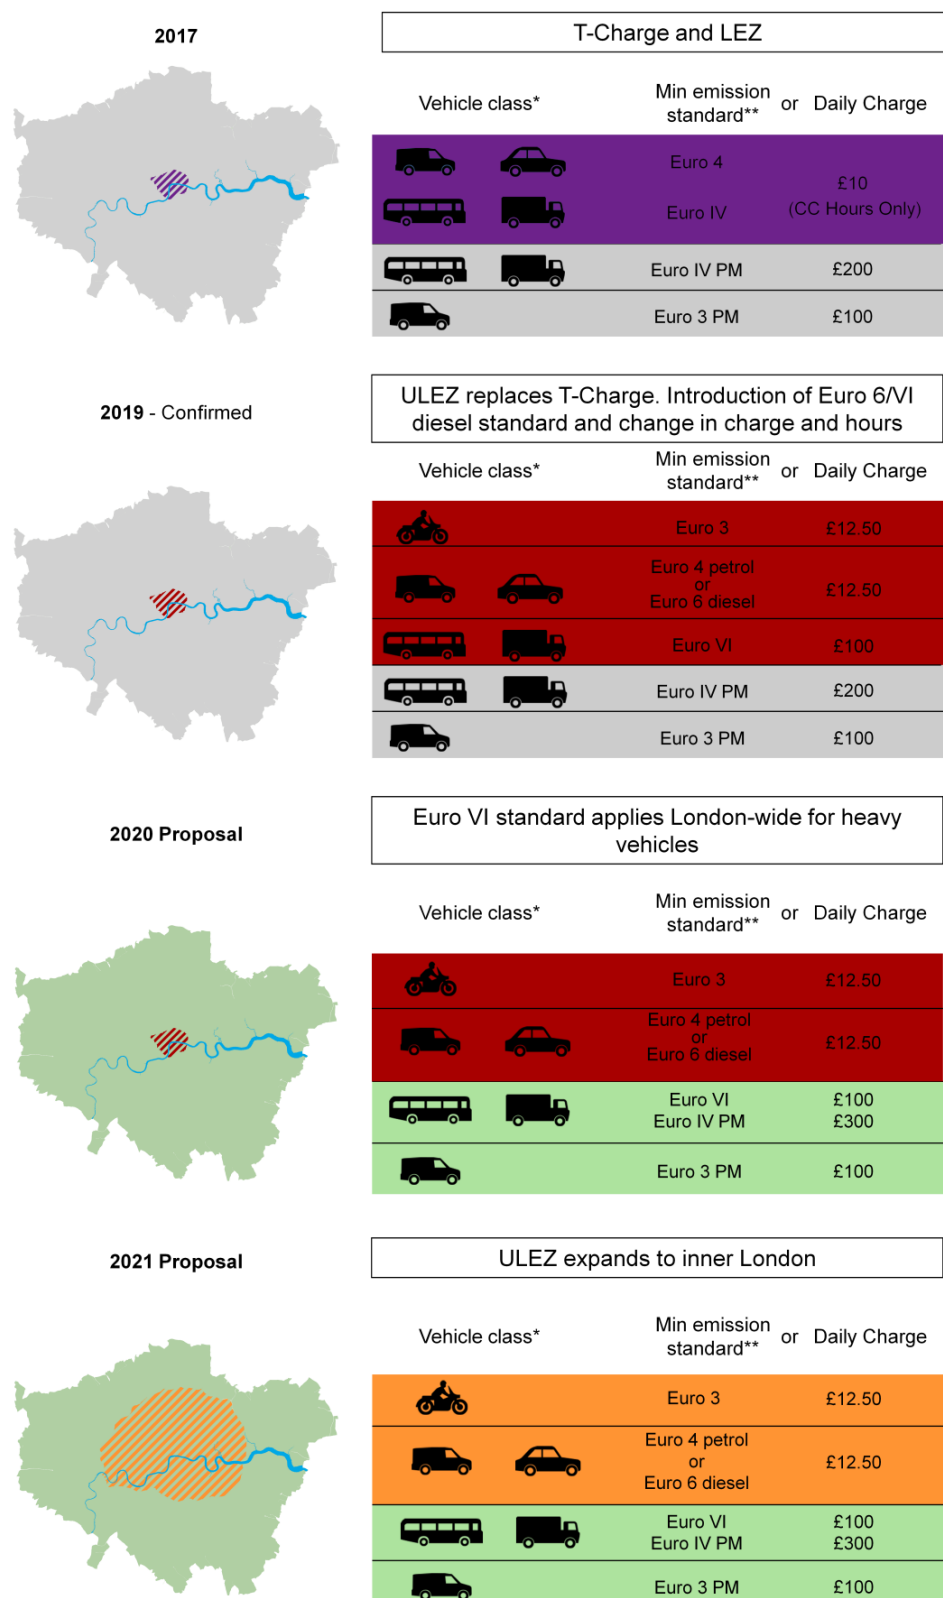 2017
T-Charge and LEZ
Vehicle class*
Min emission
standard**
or
Daily Charge
Euro 4
£10
(CC Hours Only)
Euro IV
Euro IV PM
£200
Euro 3 PM
£100
2019 - Confirmed
ULEZ replaces T-Charge. Introduction of Euro 6/VI
diesel standard and change in charge and hours
Vehicle class*
Min emission
standard**
or
Daily Charge
Euro 3
£12.50
Euro 4 petrol
or
Euro 6 diesel
£12.50
Euro VI
£100
Euro IV PM
£200
Euro 3 PM
£100
2020 Proposal
Euro VI standard applies London-wide for heavy
vehicles
Vehicle class*
Min emission
standard**
or
Daily Charge
Euro 3
£12.50
Euro 4 petrol
or
Euro 6 diesel
£12.50
Euro VI
£100
Euro IV PM
£300
Euro 3 PM
£100
2021 Proposal
ULEZ expands to inner London
Vehicle class*
Min emission
standard**
or
Daily Charge
Euro 3
£12.50
Euro 4 petrol
or
Euro 6 diesel
£12.50
Euro VI
£100
Euro IV PM
£300
Euro 3 PM
£100